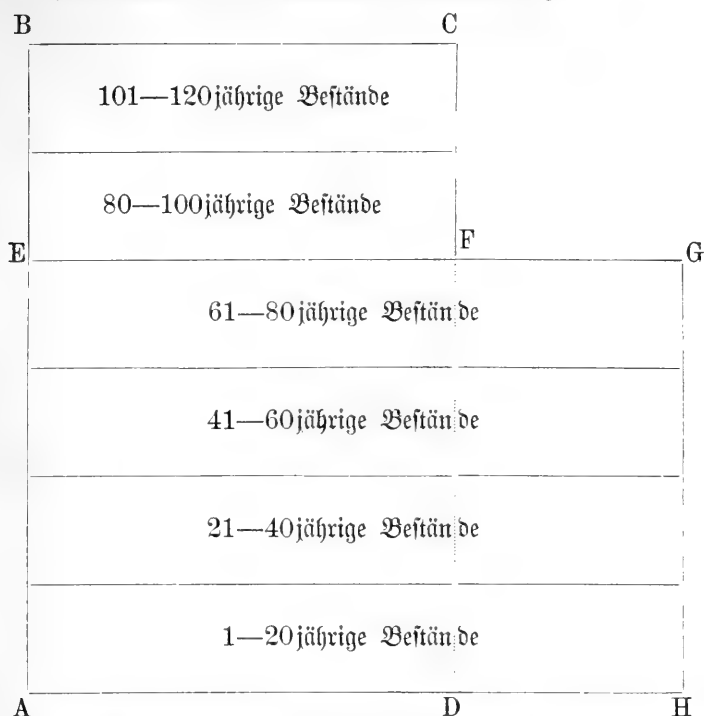 B C
101—120jährige Beſtände
80—100jährige Beſtände
E F G
61—80jährige Beſtände
41—60jährige Beſtände
21—40jährige Beſtände
1—20jährige Beſtände
A D H